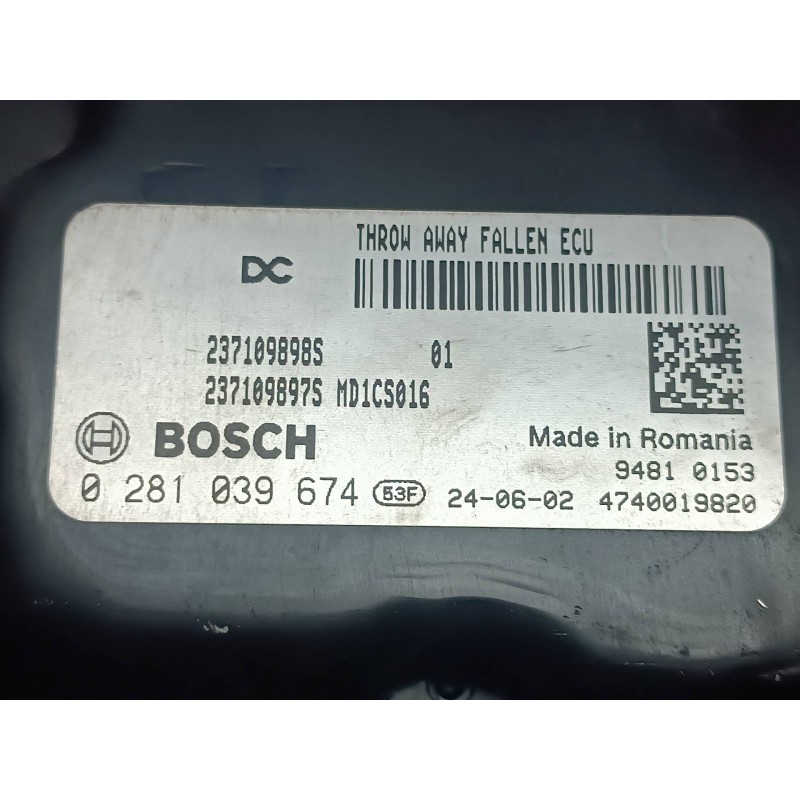 THROW AWAY FALLEN ECU
DC
237109898S 01
237109897S MD1CS016
BOSCH
Made in Romania
9481 0153
0 281 039 674 53F 24-06-02 4740019820